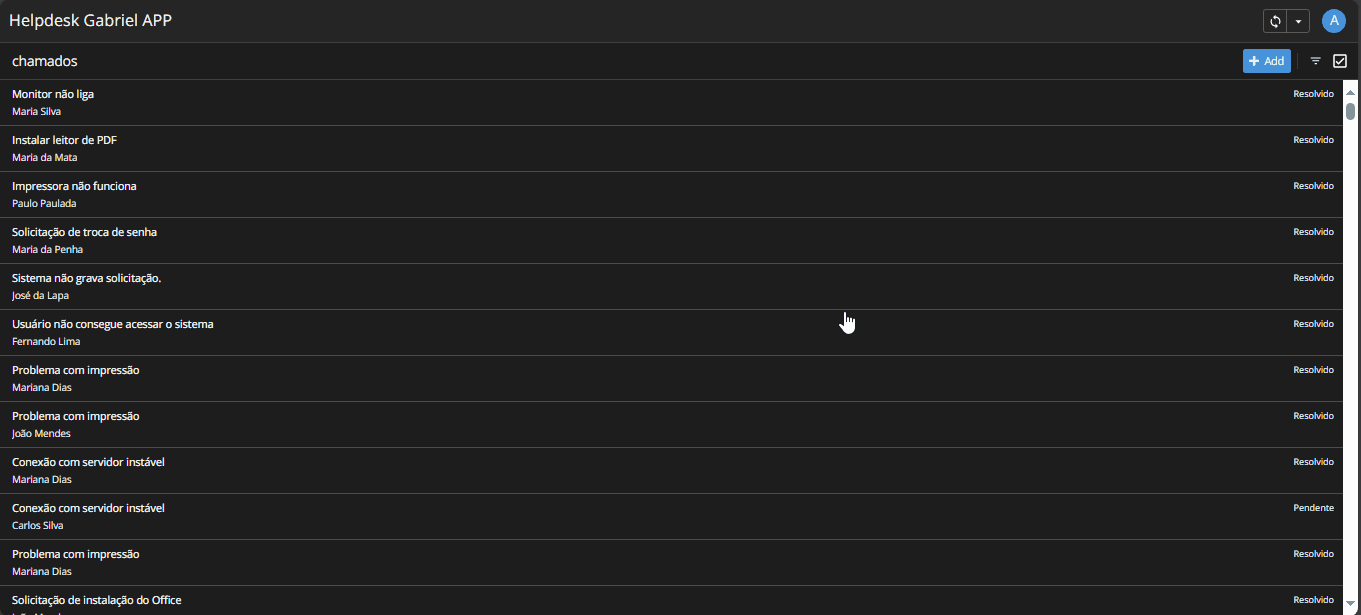 Helpdesk Gabriel APP
A
chamados
Add
Monitor não liga
Resolvido
Maria Silva
Instalar leitor de PDF
Resolvido
Maria da Mata
Impressora não funciona
Resolvido
Paulo Paulada
Solicitação de troca de senha
Resolvido
Maria da Penha
Sistema não grava solicitação.
Resolvido
José da Lapa
Usuário não consegue acessar o sistema
Resolvido
Fernando Lima
Problema com impressão
Resolvido
Mariana Dias
Problema com impressão
Resolvido
João Mendes
Conexão com servidor instável
Resolvido
Mariana Dias
Conexão com servidor instável
Pendente
Carlos Silva
Problema com impressão
Resolvido
Mariana Dias
Solicitação de instalação do Office
Resolvido